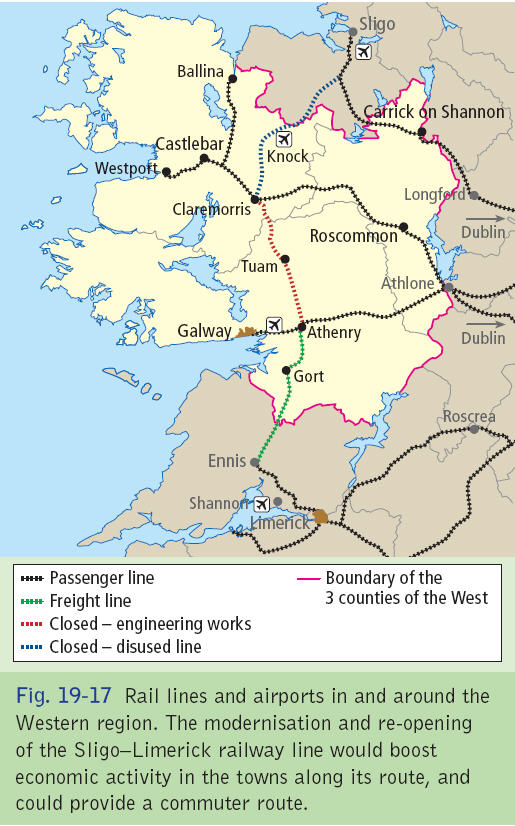 Sligo
Ballina
Carrick on Shannon
Castlebar
Knock
Westport
Longford
Claremorris
Roscommon
Dublin
Tuam
Athlone
Galway
Athenry
Dublin
Gort
Roscrea
Ennis
Shannon
Limerick
Passenger line
Freight line
Closed – engineering works
Closed – disused line
Boundary of the
3 counties of the West
Fig. 19-17 Rail lines and airports in and around the
Western region. The modernisation and re-opening
of the Sligo–Limerick railway line would boost
economic activity in the towns along its route, and
could provide a commuter route.